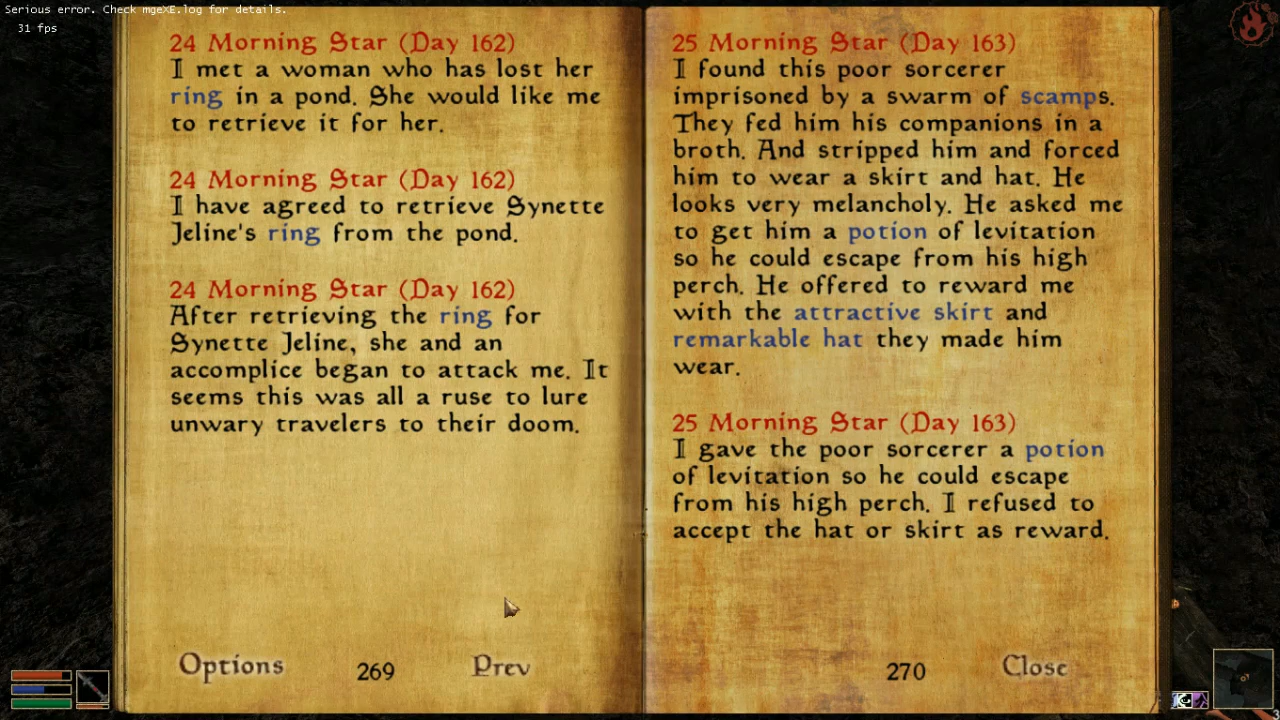 Serious error. Check mgeXE.log for details.
31 fps
24 Morning Star (Day 162)
I met a woman who has lost her
ring in a pond. She would like me
to retrieve it for her.
24 Morning Star (Day 162)
I have agreed to retrieve Synette
Jeline's ring from the pond.
24 Morning Star (Day 162)
After retrieving the ring for
Synette Jeline, she and an
accomplice began to attack me. It
seems this was all a ruse to lure
unwary travelers to their doom.
Options
269
Prev
25 Morning Star (Day 163)
I found this poor sorcerer
imprisoned by a swarm of scamps.
They fed him his companions in a
broth. And stripped him and forced
him to wear a skirt and hat. He
looks very melancholy. He asked me
to get him a potion of levitation
so he could escape from his high
perch. He offered to reward me
with the attractive skirt and
remarkable hat they made him
wear.
25 Morning Star (Day 163)
I gave the poor sorcerer a potion
of levitation so he could escape
from his high perch. I refused to
accept the hat or skirt as reward.
270
Close
3